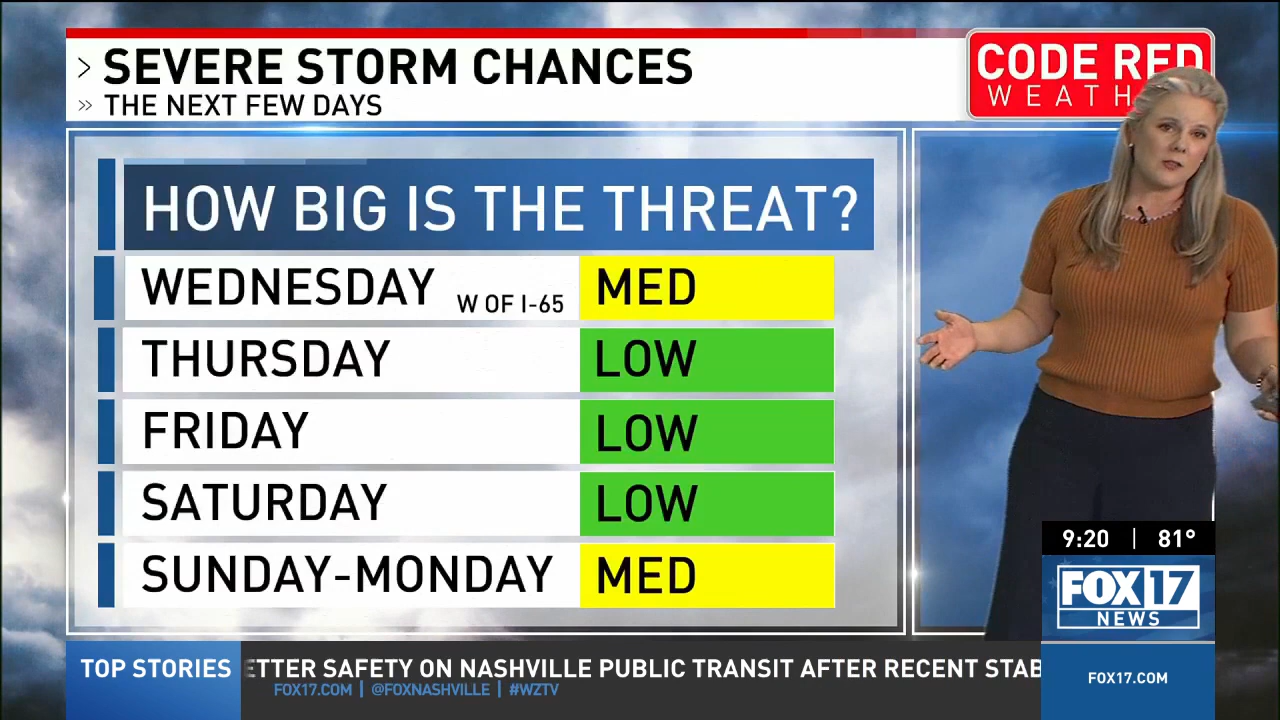 > SEVERE STORM CHANCES
» THE NEXT FEW DAYS
CODE RED
HOW BIG IS THE THREAT?
WEDNESDAY W OF I-65 MED
THURSDAY LOW
FRIDAY LOW
SATURDAY LOW
SUNDAY-MONDAY MED
9:20 | 81°
FOX 17
NEWS
TOP STORIES
SAFETY ON NASHVILLE PUBLIC TRANSIT AFTER RECENT
FOX17.COM | @FOXNASHVILLE | #WZTV
FOX17.COM